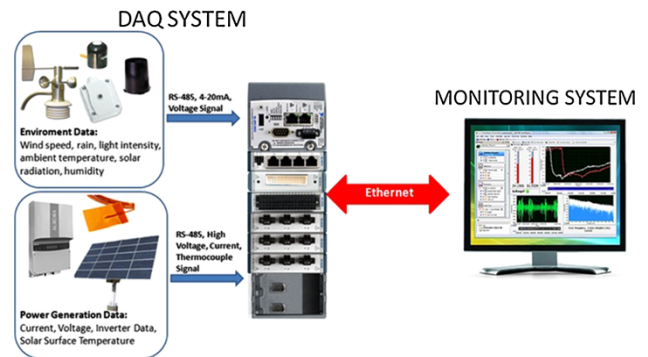 DAQ SYSTEM
RS-485, 4-20mA,
Voltage Signal
Enviroment Data:
Wind speed, rain, light intensity,
ambient temperature, solar
radiation, humidity
MONITORING SYSTEM
Ethernet
RS-485, High
Voltage, Current,
Thermocouple
Signal
Power Generation Data:
Current, Voltage, Inverter Data,
Solar Surface Temperature